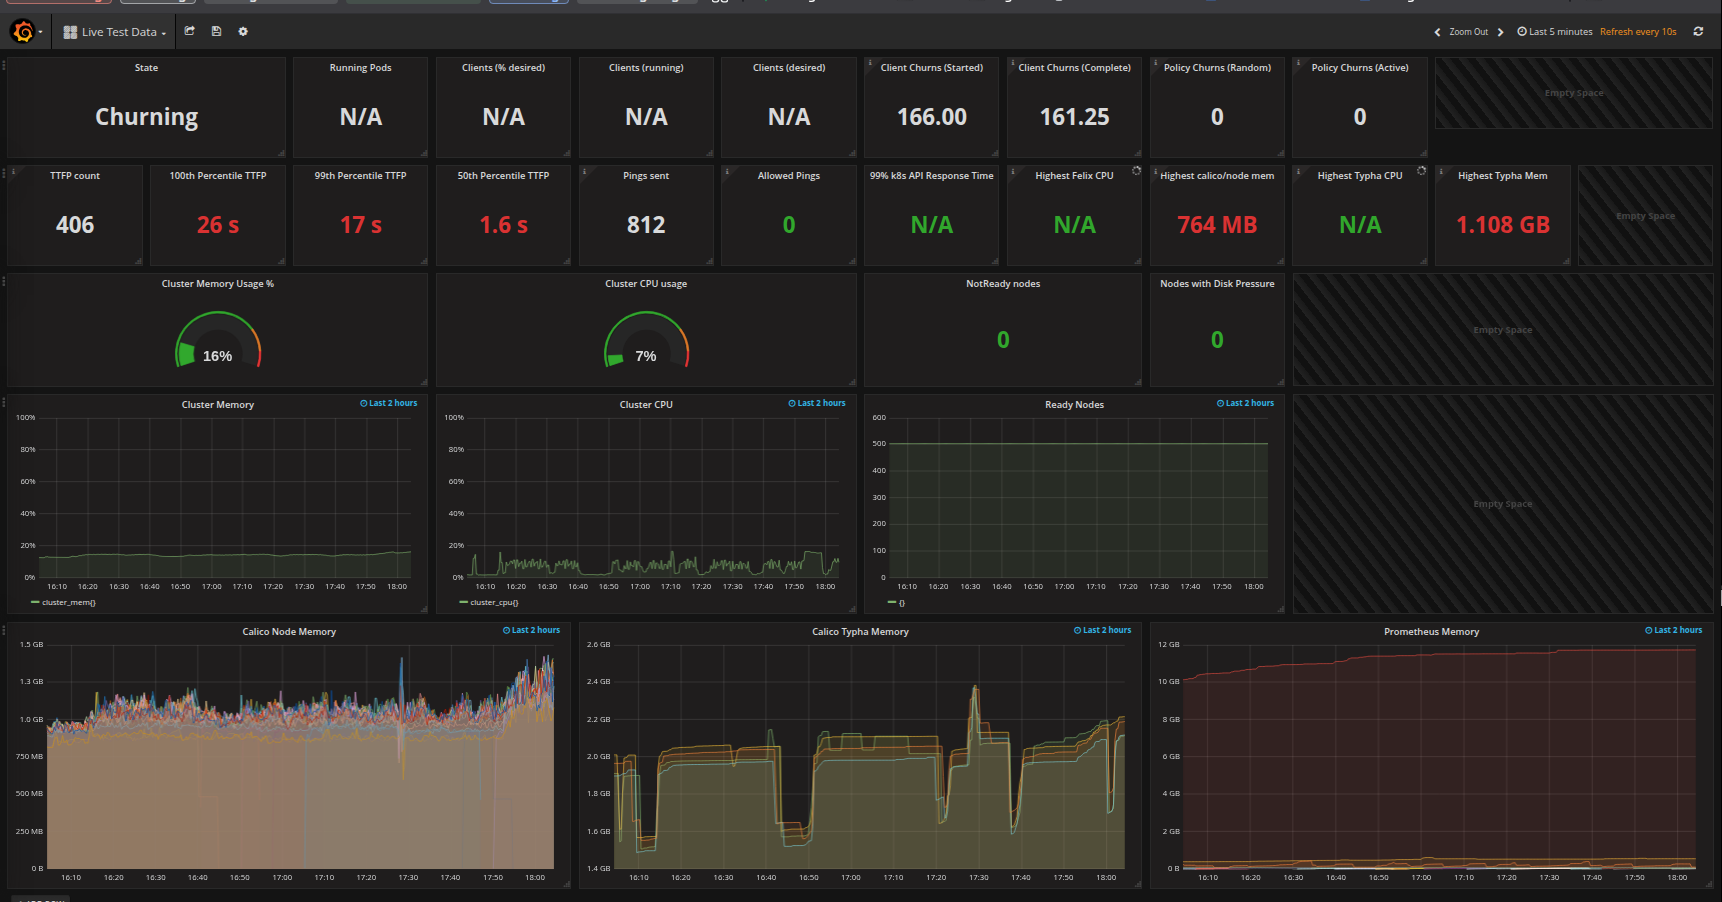 Live Test Data
Zoom Out
Last 5 minutes
Refresh every 10s
State
Churning
Running Pods
N/A
Clients (% desired)
N/A
Clients (running)
N/A
Clients (desired)
N/A
Client Churns (Started)
166.00
Client Churns (Complete)
161.25
Policy Churns (Random)
0
Policy Churns (Active)
0
Empty Space
TTFP count
406
100th Percentile TTFP
26 s
99th Percentile TTFP
17 s
50th Percentile TTFP
1.6 s
Pings sent
812
Allowed Pings
0
99% k8s API Response Time
N/A
Highest Felix CPU
N/A
Highest calico/node mem
764 MB
Highest Typha CPU
N/A
Highest Typha Mem
1.108 GB
Empty Space
Cluster Memory Usage %
16%
Cluster CPU usage
7%
NotReady nodes
0
Nodes with Disk Pressure
0
Empty Space
Cluster Memory
Last 2 hours
100%
80%
60%
40%
20%
0%
16:10 16:20 16:30 16:40 16:50 17:00 17:10 17:20 17:30 17:40 17:50 18:00
cluster_mem{}
Cluster CPU
Last 2 hours
100%
80%
60%
40%
20%
0%
16:10 16:20 16:30 16:40 16:50 17:00 17:10 17:20 17:30 17:40 17:50 18:00
cluster_cpu{}
Ready Nodes
Last 2 hours
600
500
400
300
200
100
0
16:10 16:20 16:30 16:40 16:50 17:00 17:10 17:20 17:30 17:40 17:50 18:00
{}
Empty Space
Calico Node Memory
Last 2 hours
1.5 GB
1.3 GB
1.0 GB
750 MB
500 MB
250 MB
0 B
16:10 16:20 16:30 16:40 16:50 17:00 17:10 17:20 17:30 17:40 17:50 18:00
Calico Typha Memory
Last 2 hours
2.6 GB
2.4 GB
2.2 GB
2.0 GB
1.8 GB
1.6 GB
1.4 GB
16:10 16:20 16:30 16:40 16:50 17:00 17:10 17:20 17:30 17:40 17:50 18:00
Prometheus Memory
Last 2 hours
12 GB
10 GB
8 GB
6 GB
4 GB
2 GB
0 B
16:10 16:20 16:30 16:40 16:50 17:00 17:10 17:20 17:30 17:40 17:50 18:00